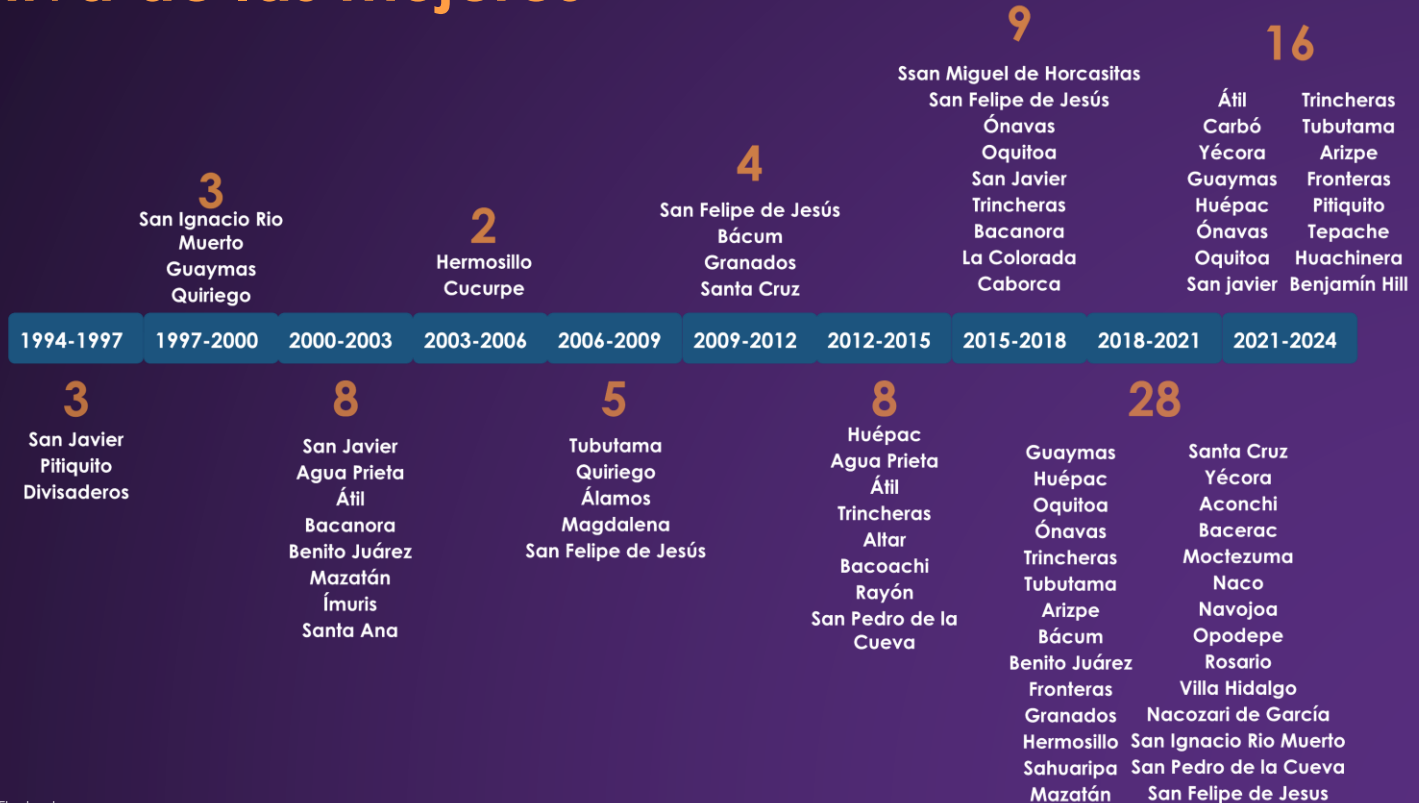 de las mujeres
9
Ssan Miguel de Horcasitas
San Felipe de Jesús
Ónavas
Oquitoa
San Javier
Trincheras
Bacanora
La Colorada
Caborca
16
Átil
Carbó
Yécora
Guaymas
Huépac
Ónavas
Oquitoa
San javier
Trincheras
Tubutama
Arizpe
Fronteras
Pitiquito
Tepache
Huachinera
Benjamín Hill
4
San Felipe de Jesús
Bácum
Granados
Santa Cruz
3
San Ignacio Rio
Muerto
Guaymas
Quiriego
2
Hermosillo
Cucurpe
1994-1997 1997-2000 2000-2003 2003-2006 2006-2009 2009-2012 2012-2015 2015-2018 2018-2021 2021-2024
3
San Javier
Pitiquito
Divisaderos
8
San Javier
Agua Prieta
Átil
Bacanora
Benito Juárez
Mazatán
Ímuris
Santa Ana
5
Tubutama
Quiriego
Álamos
Magdalena
San Felipe de Jesús
8
Huépac
Agua Prieta
Átil
Trincheras
Altar
Bacoachi
Rayón
San Pedro de la
Cueva
28
Guaymas
Huépac
Oquitoa
Ónavas
Trincheras
Tubutama
Arizpe
Bácum
Benito Juárez
Fronteras
Granados
Hermosillo
Sahuaripa
Mazatán
Santa Cruz
Yécora
Aconchi
Bacerac
Moctezuma
Naco
Navojoa
Opodepe
Rosario
Villa Hidalgo
Nacozari de García
San Ignacio Rio Muerto
San Pedro de la Cueva
San Felipe de Jesus